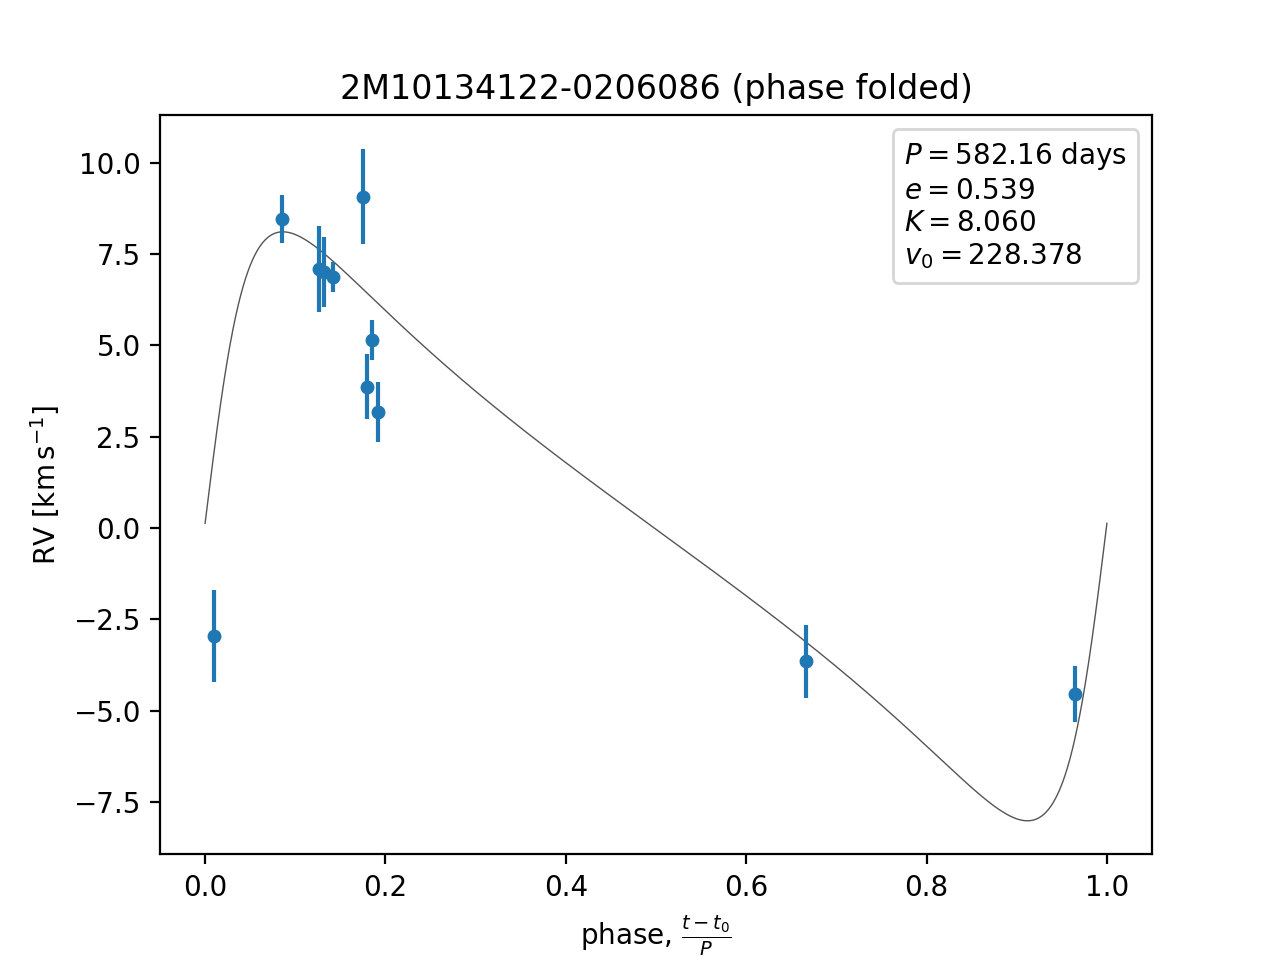 2M10134122-0206086 (phase folded)
P = 582.16 days
e = 0.539
K = 8.060
v₀ = 228.378
10.0
7.5
5.0
2.5
0.0
−2.5
−5.0
−7.5
RV [km s⁻¹]
0.0 0.2 0.4 0.6 0.8 1.0
phase, (t − t₀)/P